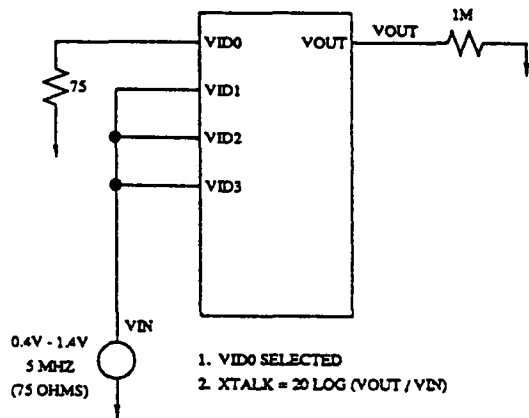 1M
VID0
VOUT
VOUT
75
VID1
VID2
VID3
VIN
0.4V - 1.4V
5 MHZ
(75 OHMS)
1. VID0 SELECTED
2. XTALK = 20 LOG (VOUT / VIN)